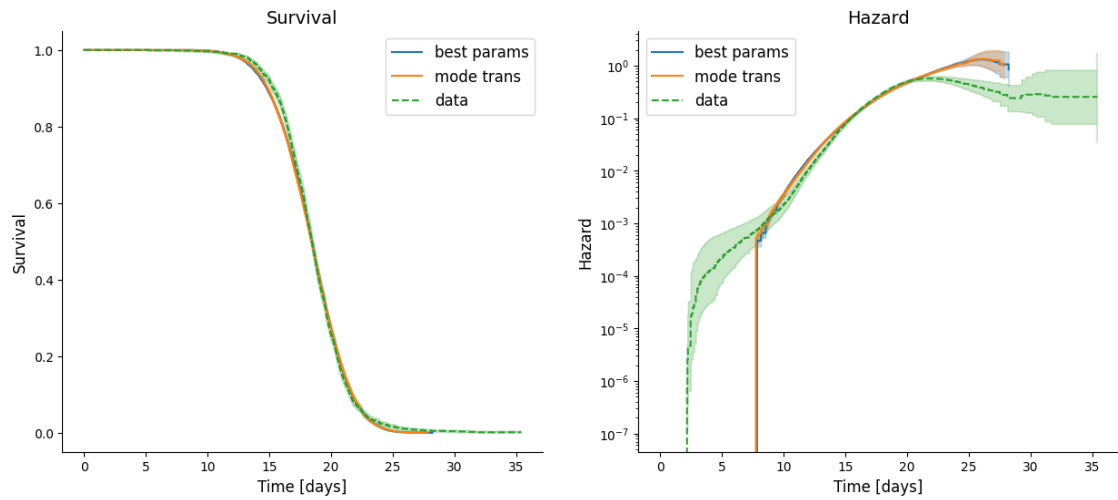 Survival
1.0
0.8
0.6
0.4
0.2
0.0
Survival
0
5
10
15
20
25
30
35
Time [days]
best params
mode trans
data
Hazard
10⁰
10⁻¹
10⁻²
10⁻³
10⁻⁴
10⁻⁵
10⁻⁶
10⁻⁷
Hazard
0
5
10
15
20
25
30
35
Time [days]
best params
mode trans
data